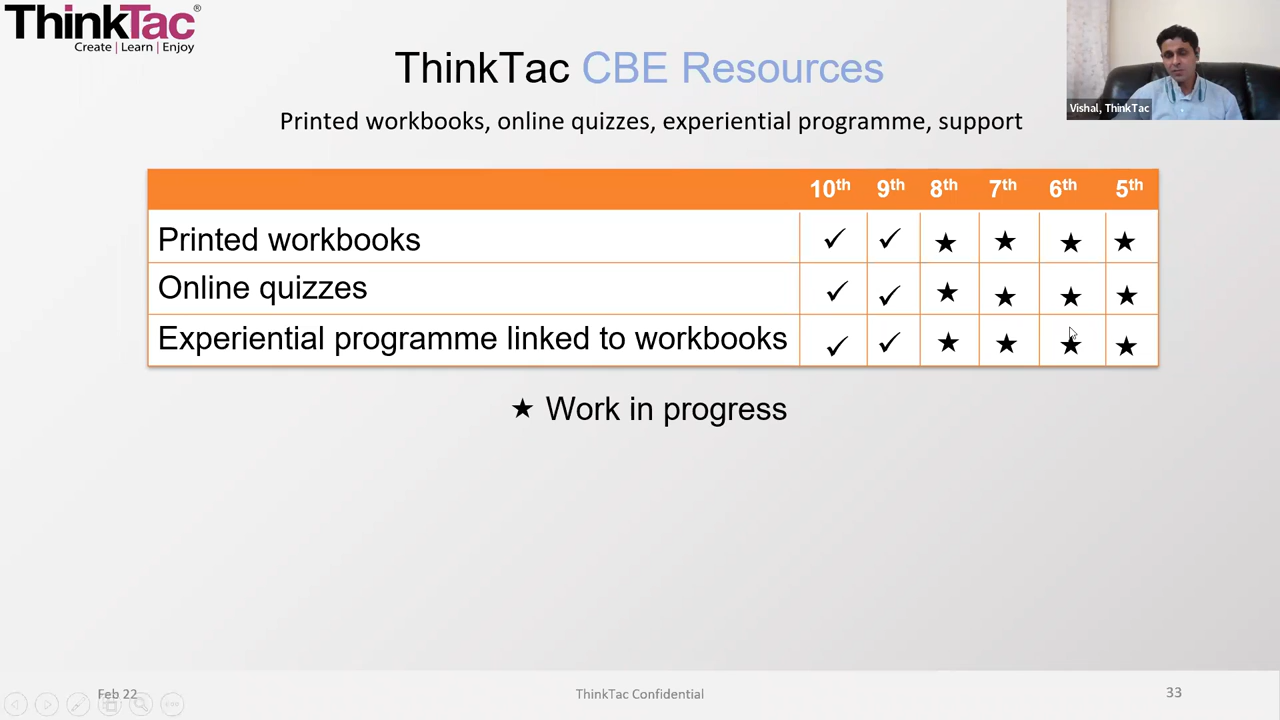 ThinkTac®
Create | Learn | Enjoy
ThinkTac CBE Resources
Vishal, ThinkTac
Printed workbooks, online quizzes, experiential programme, support
10th 9th 8th 7th 6th 5th
Printed workbooks ✓ ✓ ★ ★ ★ ★
Online quizzes ✓ ✓ ★ ★ ★ ★
Experiential programme linked to workbooks ✓ ✓ ★ ★ ★ ★
★ Work in progress
Feb 22 ThinkTac Confidential 33